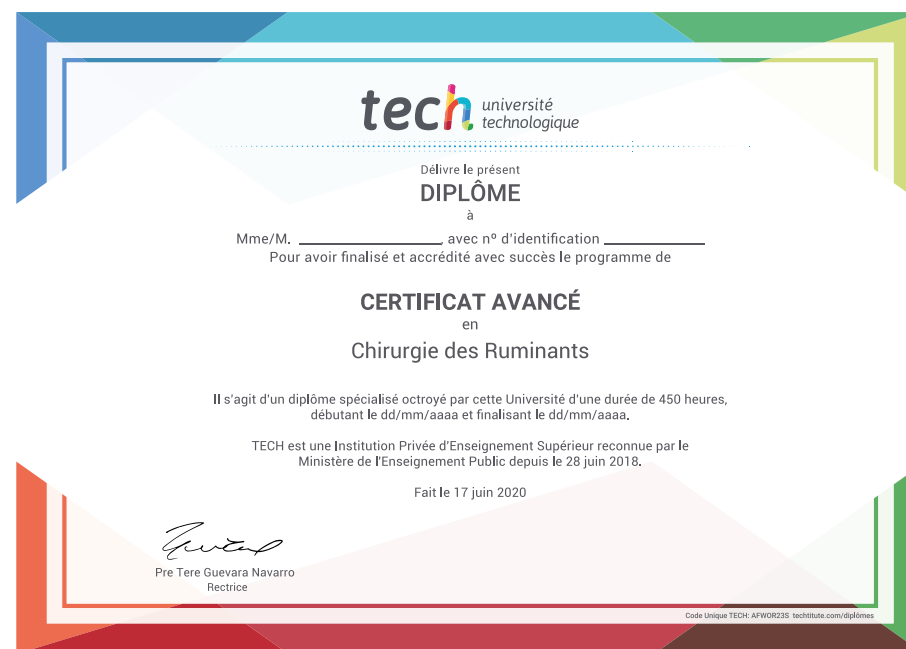 tech université
technologique
Délivre le présent
DIPLÔME
à
Mme/M. ____________________, avec nº d'identification ______________
Pour avoir finalisé et accrédité avec succès le programme de
CERTIFICAT AVANCÉ
en
Chirurgie des Ruminants
Il s'agit d'un diplôme spécialisé octroyé par cette Université d'une durée de 450 heures,
débutant le dd/mm/aaaa et finalisant le dd/mm/aaaa.
TECH est une Institution Privée d'Enseignement Supérieur reconnue par le
Ministère de l'Enseignement Public depuis le 28 juin 2018.
Fait le 17 juin 2020
Pre Tere Guevara Navarro
Rectrice
Code Unique TECH: AFWOR23S techtitute.com/diplômes